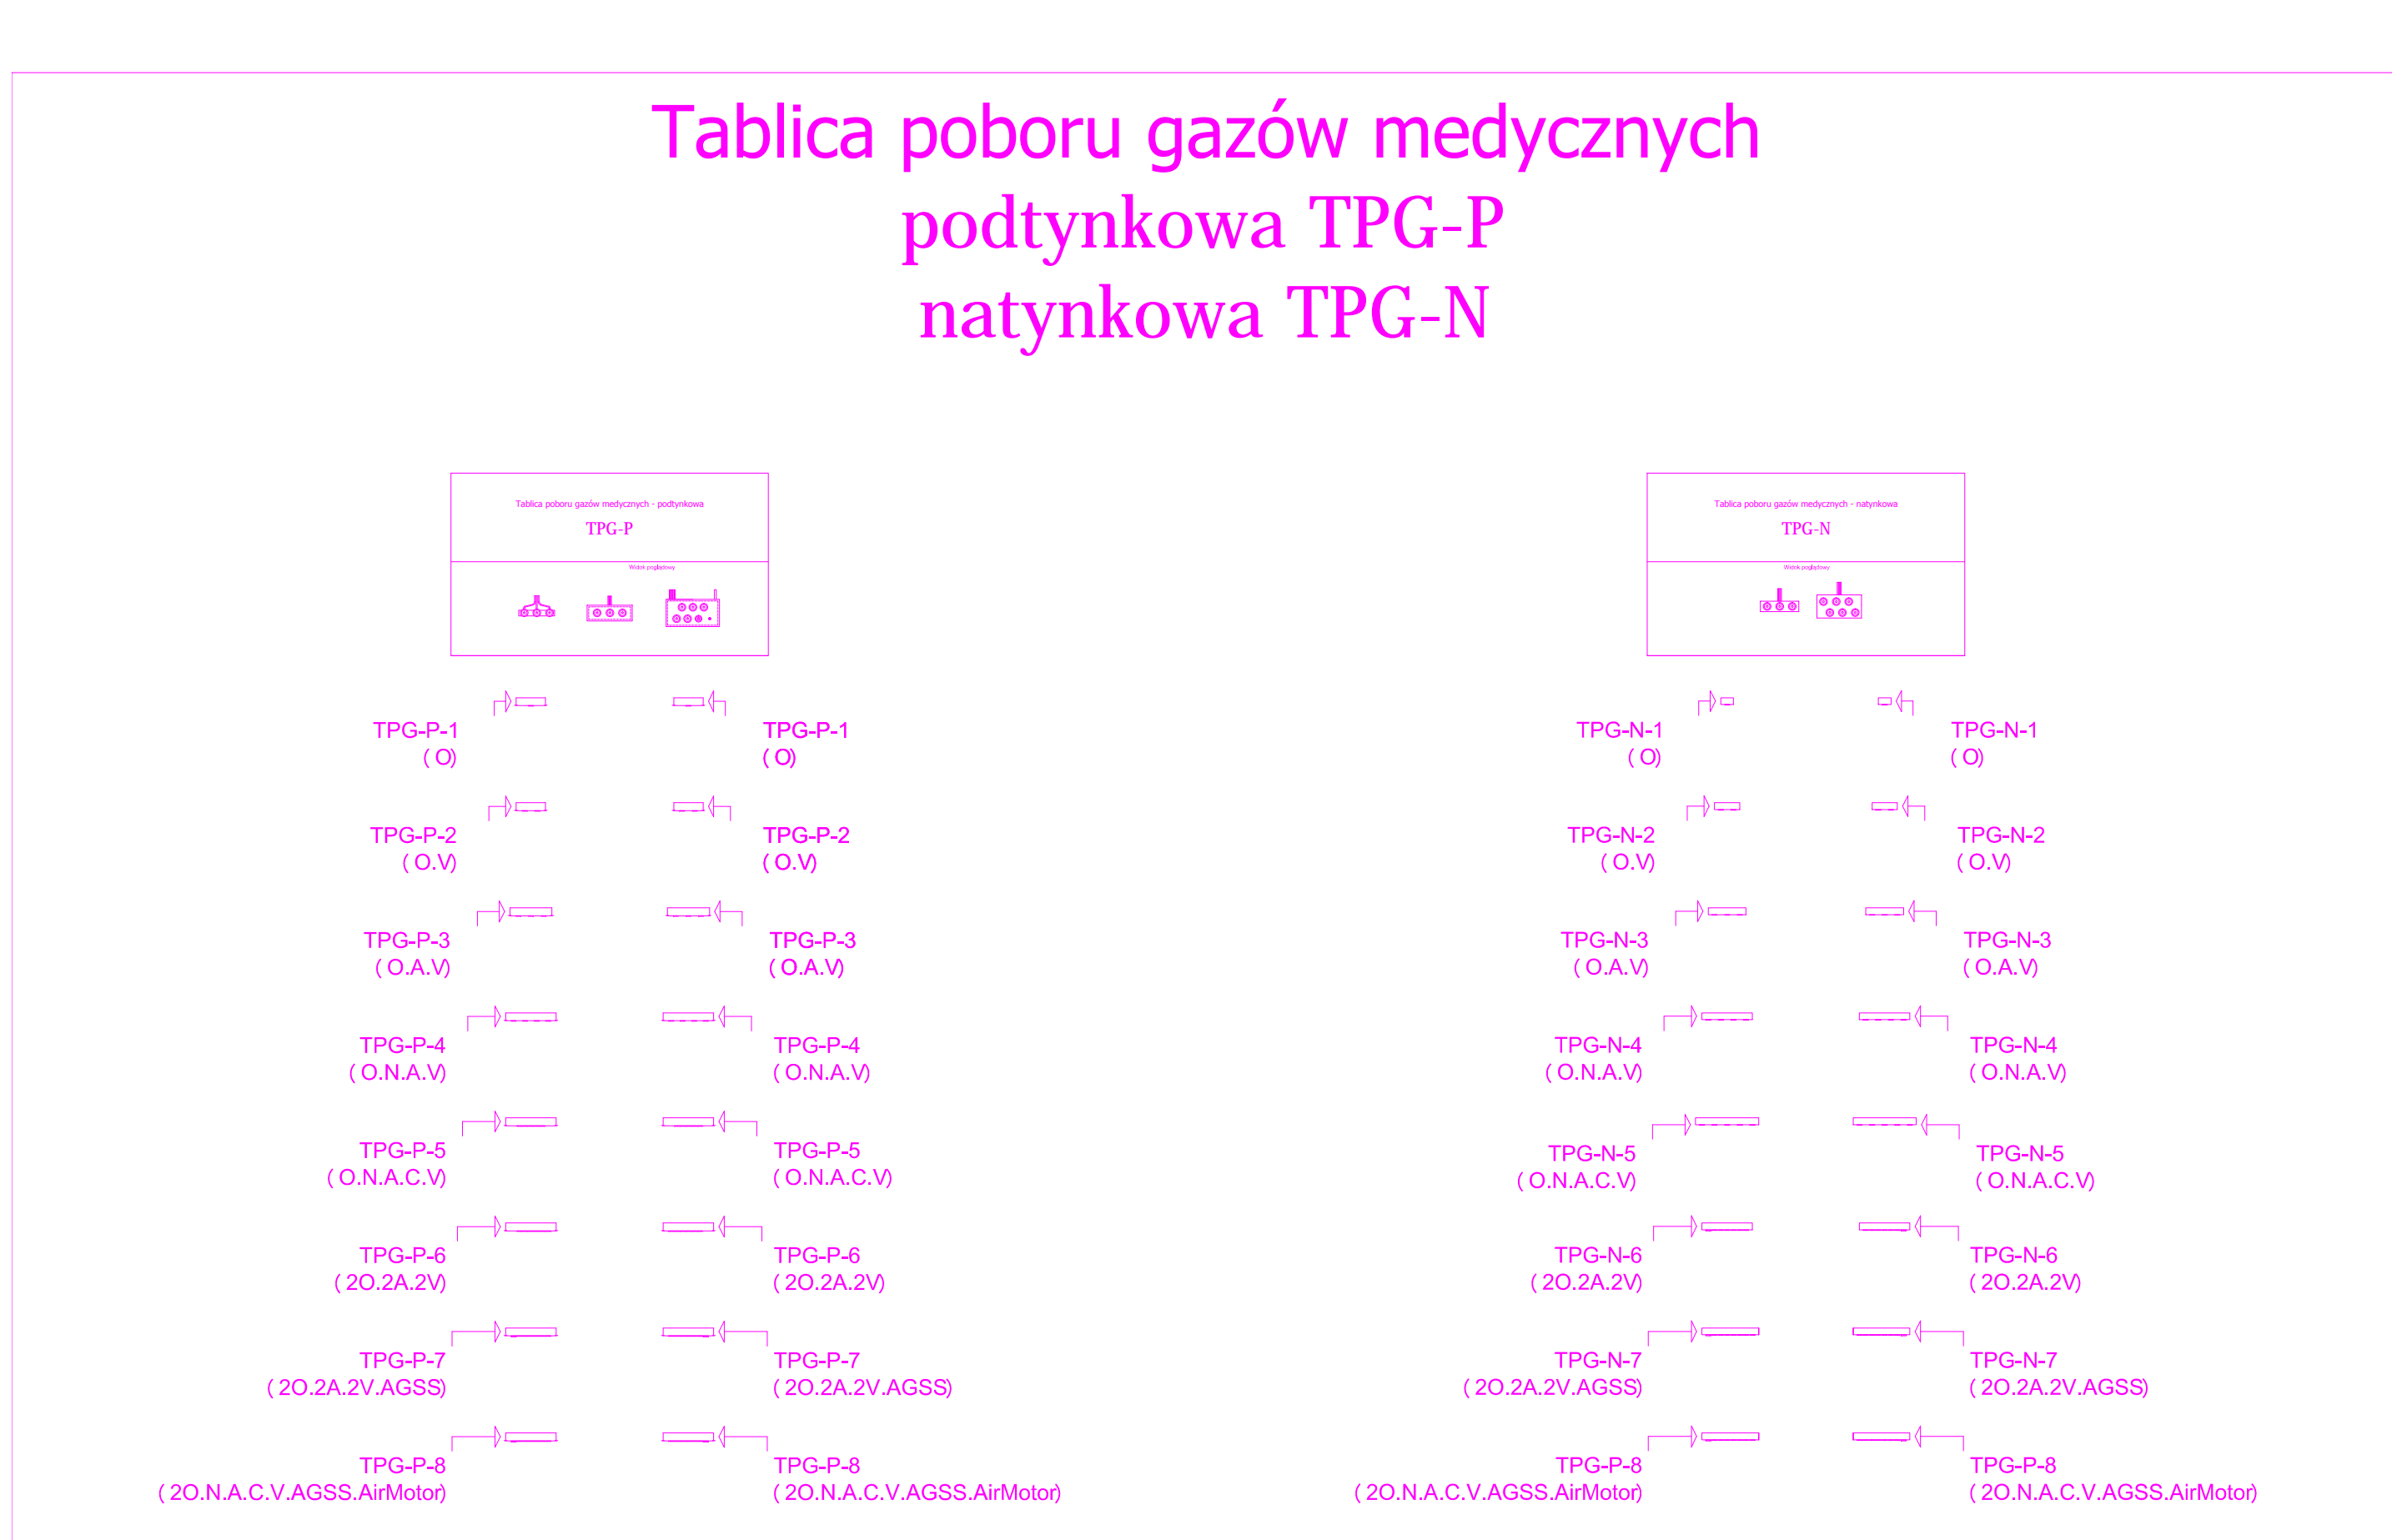 Tablica poboru gazów medycznych
podtynkowa TPG-P
natynkowa TPG-N
Tablica poboru gazów medycznych - podtynkowa
TPG-P
Widok poglądowy
Tablica poboru gazów medycznych - natynkowa
TPG-N
Widok poglądowy
TPG-P-1
( O)
TPG-P-1
( O)
TPG-N-1
( O)
TPG-N-1
( O)
TPG-P-2
( O.V)
TPG-P-2
( O.V)
TPG-N-2
( O.V)
TPG-N-2
( O.V)
TPG-P-3
( O.A.V)
TPG-P-3
( O.A.V)
TPG-N-3
( O.A.V)
TPG-N-3
( O.A.V)
TPG-P-4
( O.N.A.V)
TPG-P-4
( O.N.A.V)
TPG-N-4
( O.N.A.V)
TPG-N-4
( O.N.A.V)
TPG-P-5
( O.N.A.C.V)
TPG-P-5
( O.N.A.C.V)
TPG-N-5
( O.N.A.C.V)
TPG-N-5
( O.N.A.C.V)
TPG-P-6
( 2O.2A.2V)
TPG-P-6
( 2O.2A.2V)
TPG-N-6
( 2O.2A.2V)
TPG-N-6
( 2O.2A.2V)
TPG-P-7
( 2O.2A.2V.AGSS)
TPG-P-7
( 2O.2A.2V.AGSS)
TPG-N-7
( 2O.2A.2V.AGSS)
TPG-N-7
( 2O.2A.2V.AGSS)
TPG-P-8
( 2O.N.A.C.V.AGSS.AirMotor)
TPG-P-8
( 2O.N.A.C.V.AGSS.AirMotor)
TPG-P-8
( 2O.N.A.C.V.AGSS.AirMotor)
TPG-P-8
( 2O.N.A.C.V.AGSS.AirMotor)